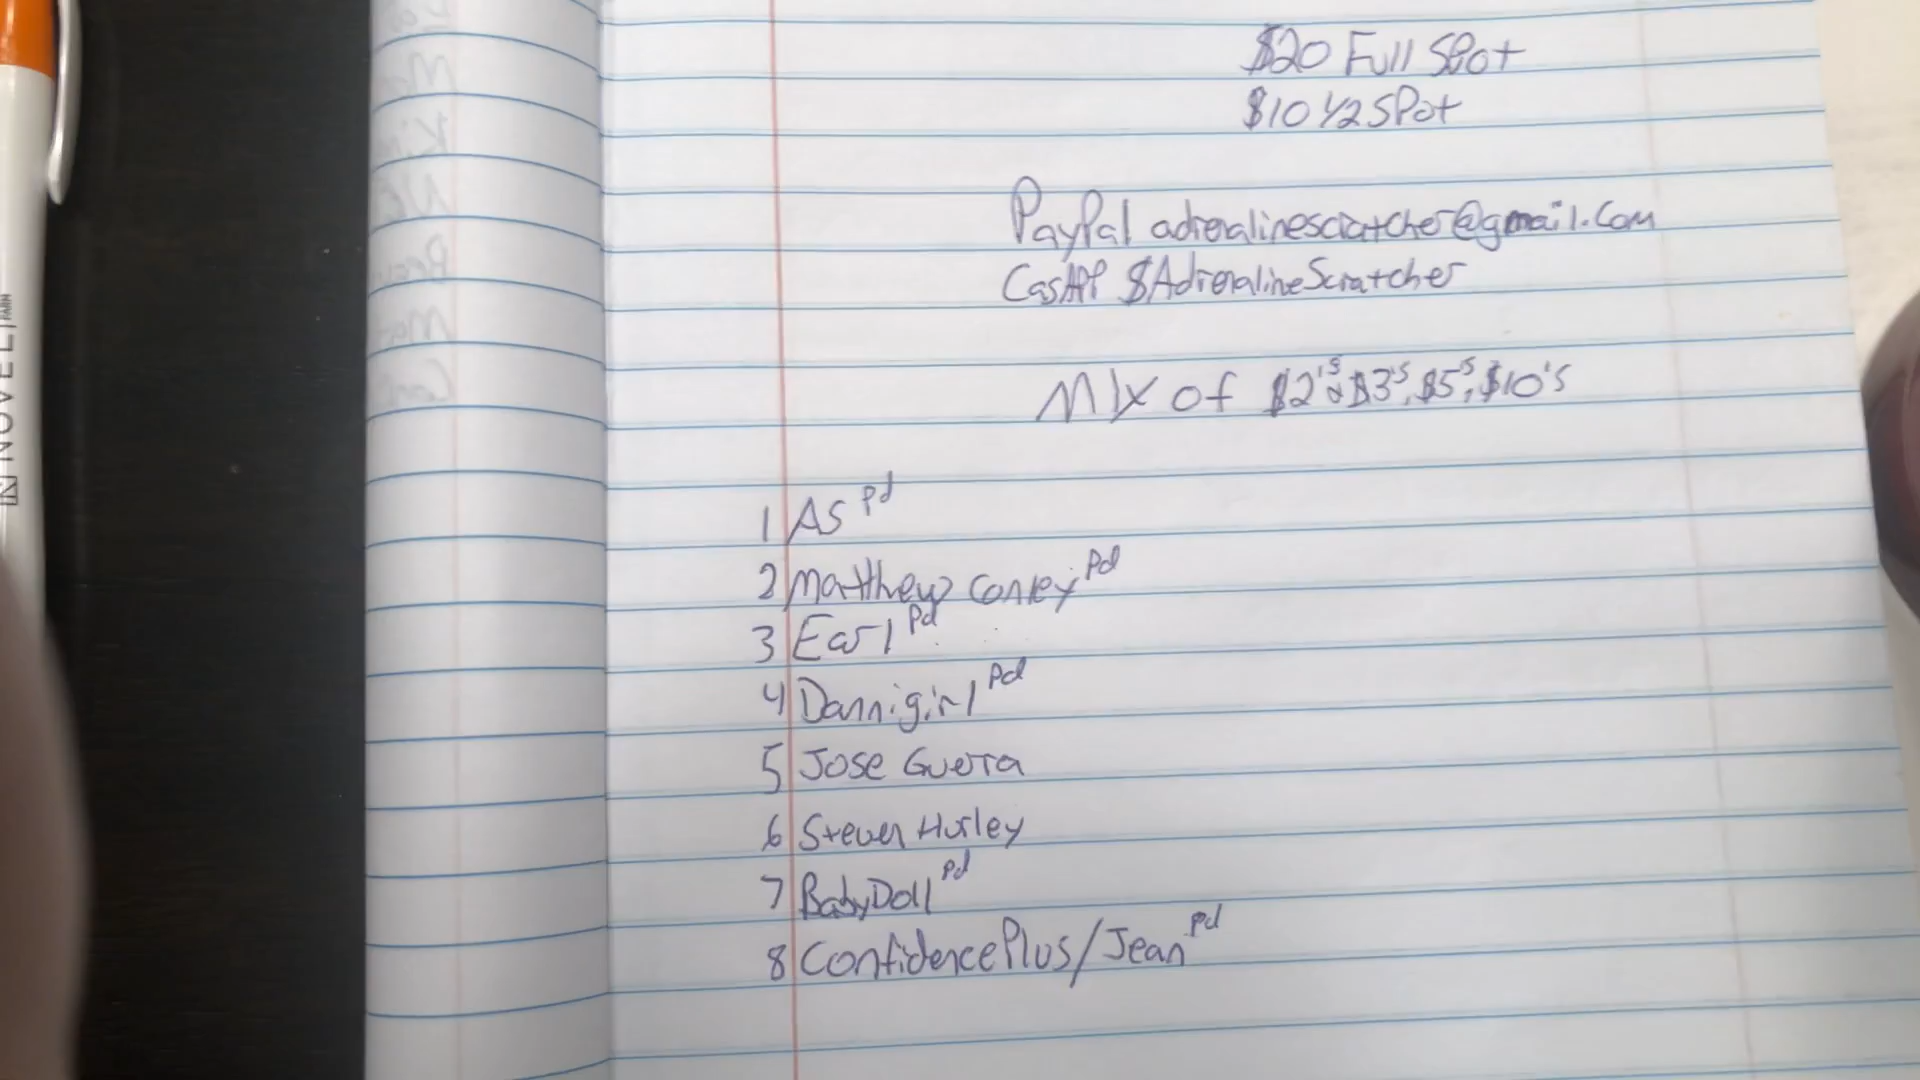 $20 Full Spot
$10 1/2 Spot
PayPal adrenalinescratcher@gmail.com
CasAPP $AdrenalineScratcher
Mix of $2's & $3's, $5's, $10's
1 AS Pd
2 Matthew Conley Pd
3 Earl Pd
4 Dannigirl Pd
5 Jose Guerra
6 Steven Hurley
7 BabyDoll Pd
8 ConfidencePlus/Jean Pd
NOVEL